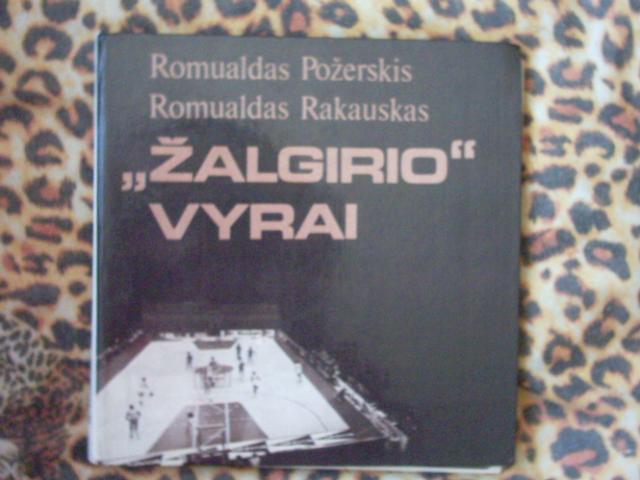 Romualdas Požerskis
Romualdas Rakauskas
„ŽALGIRIO“
VYRAI